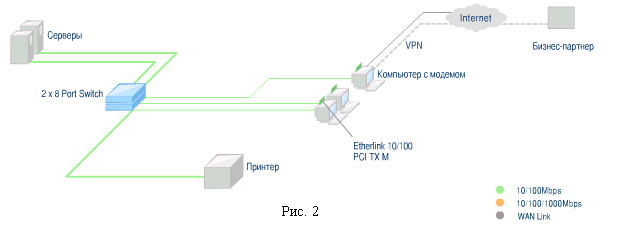 Internet
Серверы
VPN
Бизнес-партнер
Компьютер с модемом
2 x 8 Port Switch
Etherlink 10/100
PCI TX M
Принтер
10/100Mbps
10/100/1000Mbps
WAN Link
Рис. 2